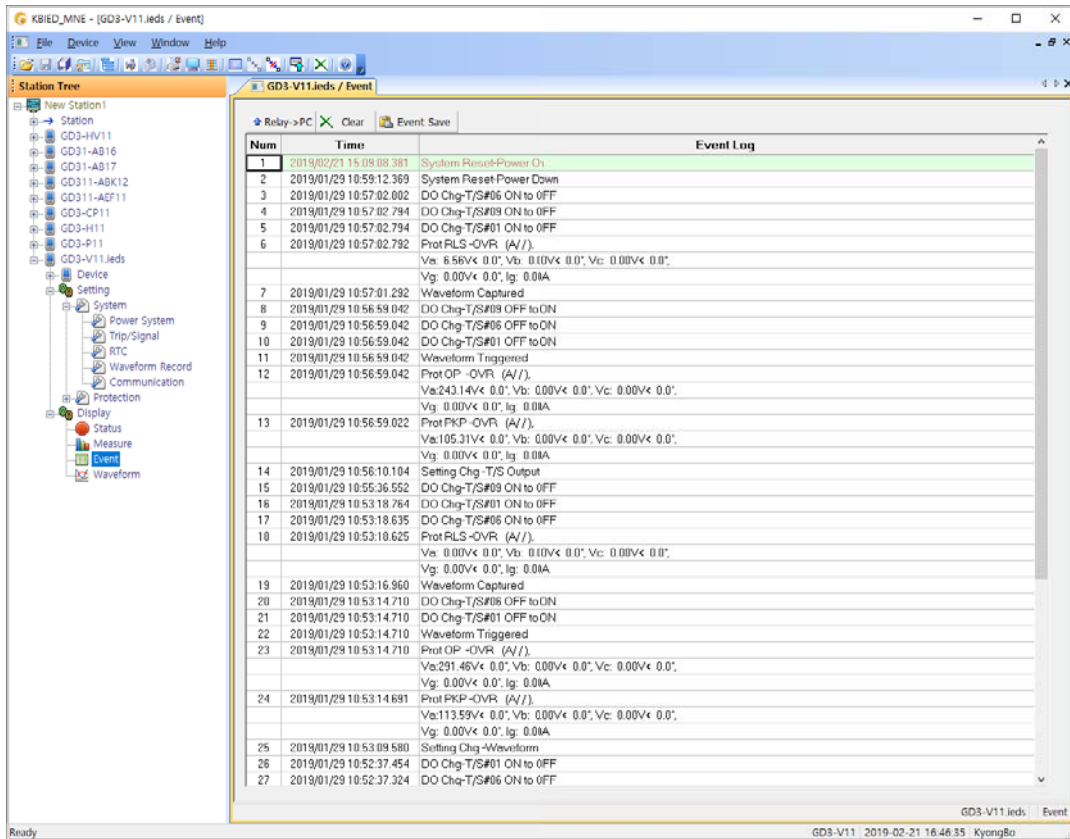 KBIED_MNE - [GD3-V11.ieds / Event]
File Device View Window Help
Station Tree
GD3-V11.ieds / Event
New Station1
Station
GD3-HV11
GD31-AB16
GD31-AB17
GD311-ABK12
GD311-AEF11
GD3-CP11
GD3-H11
GD3-P11
GD3-V11.ieds
Device
Setting
System
Power System
Trip/Signal
RTC
Waveform Record
Communication
Protection
Display
Status
Measure
Event
Waveform
Relay->PC Clear Event Save
Num Time Event Log
1 2019/02/21 15:09:08.381 System Reset-Power On
2 2019/01/29 10:59:12.369 System Reset-Power Down
3 2019/01/29 10:57:02.802 DO Chg-T/S#06 ON to OFF
4 2019/01/29 10:57:02.794 DO Chg-T/S#09 ON to OFF
5 2019/01/29 10:57:02.794 DO Chg-T/S#01 ON to OFF
6 2019/01/29 10:57:02.792 Prot RLS -OVR (A//),
Va: 6.56V< 0.0°, Vb: 0.00V< 0.0°, Vc: 0.00V< 0.0°,
Vg: 0.00V< 0.0°, Ig: 0.0kA
7 2019/01/29 10:57:01.292 Waveform Captured
8 2019/01/29 10:56:59.042 DO Chg-T/S#09 OFF to ON
9 2019/01/29 10:56:59.042 DO Chg-T/S#06 OFF to ON
10 2019/01/29 10:56:59.042 DO Chg-T/S#01 OFF to ON
11 2019/01/29 10:56:59.042 Waveform Triggered
12 2019/01/29 10:56:59.042 Prot OP -OVR (A//),
Va:243.14V< 0.0°, Vb: 0.00V< 0.0°, Vc: 0.00V< 0.0°,
Vg: 0.00V< 0.0°, Ig: 0.0kA
13 2019/01/29 10:56:59.022 Prot PKP -OVR (A//),
Va:105.31V< 0.0°, Vb: 0.00V< 0.0°, Vc: 0.00V< 0.0°,
Vg: 0.00V< 0.0°, Ig: 0.0kA
14 2019/01/29 10:56:10.104 Setting Chg -T/S Output
15 2019/01/29 10:55:36.552 DO Chg-T/S#09 ON to OFF
16 2019/01/29 10:53:18.764 DO Chg-T/S#01 ON to OFF
17 2019/01/29 10:53:18.635 DO Chg-T/S#06 ON to OFF
18 2019/01/29 10:53:18.625 Prot RLS -OVR (A//),
Va: 0.00V< 0.0°, Vb: 0.00V< 0.0°, Vc: 0.00V< 0.0°,
Vg: 0.00V< 0.0°, Ig: 0.0kA
19 2019/01/29 10:53:16.960 Waveform Captured
20 2019/01/29 10:53:14.710 DO Chg-T/S#06 OFF to ON
21 2019/01/29 10:53:14.710 DO Chg-T/S#01 OFF to ON
22 2019/01/29 10:53:14.710 Waveform Triggered
23 2019/01/29 10:53:14.710 Prot OP -OVR (A//),
Va:291.46V< 0.0°, Vb: 0.00V< 0.0°, Vc: 0.00V< 0.0°,
Vg: 0.00V< 0.0°, Ig: 0.0kA
24 2019/01/29 10:53:14.691 Prot PKP -OVR (A//),
Va:113.59V< 0.0°, Vb: 0.00V< 0.0°, Vc: 0.00V< 0.0°,
Vg: 0.00V< 0.0°, Ig: 0.0kA
25 2019/01/29 10:53:09.580 Setting Chg -Waveform
26 2019/01/29 10:52:37.454 DO Chg-T/S#01 ON to OFF
27 2019/01/29 10:52:37.324 DO Chg-T/S#06 ON to OFF
GD3-V11.ieds Event
Ready GD3-V11 2019-02-21 16:46:35 KyongBo